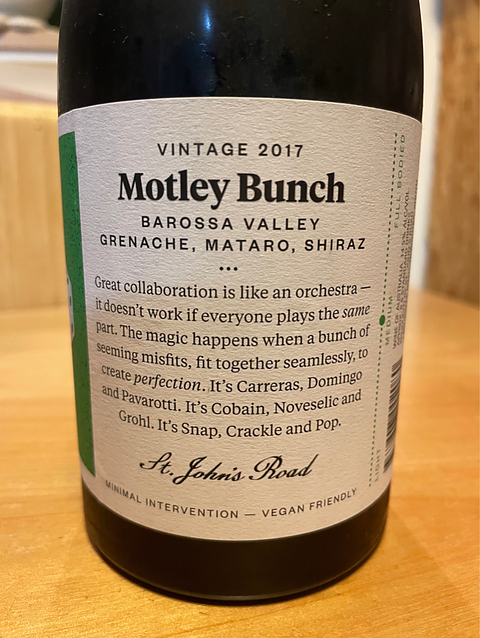 VINTAGE 2017
Motley Bunch
BAROSSA VALLEY
GRENACHE, MATARO, SHIRAZ
•••
Great collaboration is like an orchestra —
it doesn't work if everyone plays the same
part. The magic happens when a bunch of
seeming misfits, fit together seamlessly, to
create perfection. It's Carreras, Domingo
and Pavarotti. It's Cobain, Noveselic and
Grohl. It's Snap, Crackle and Pop.
St. John's Road
MINIMAL INTERVENTION — VEGAN FRIENDLY
MEDIUM
FULL BODIED